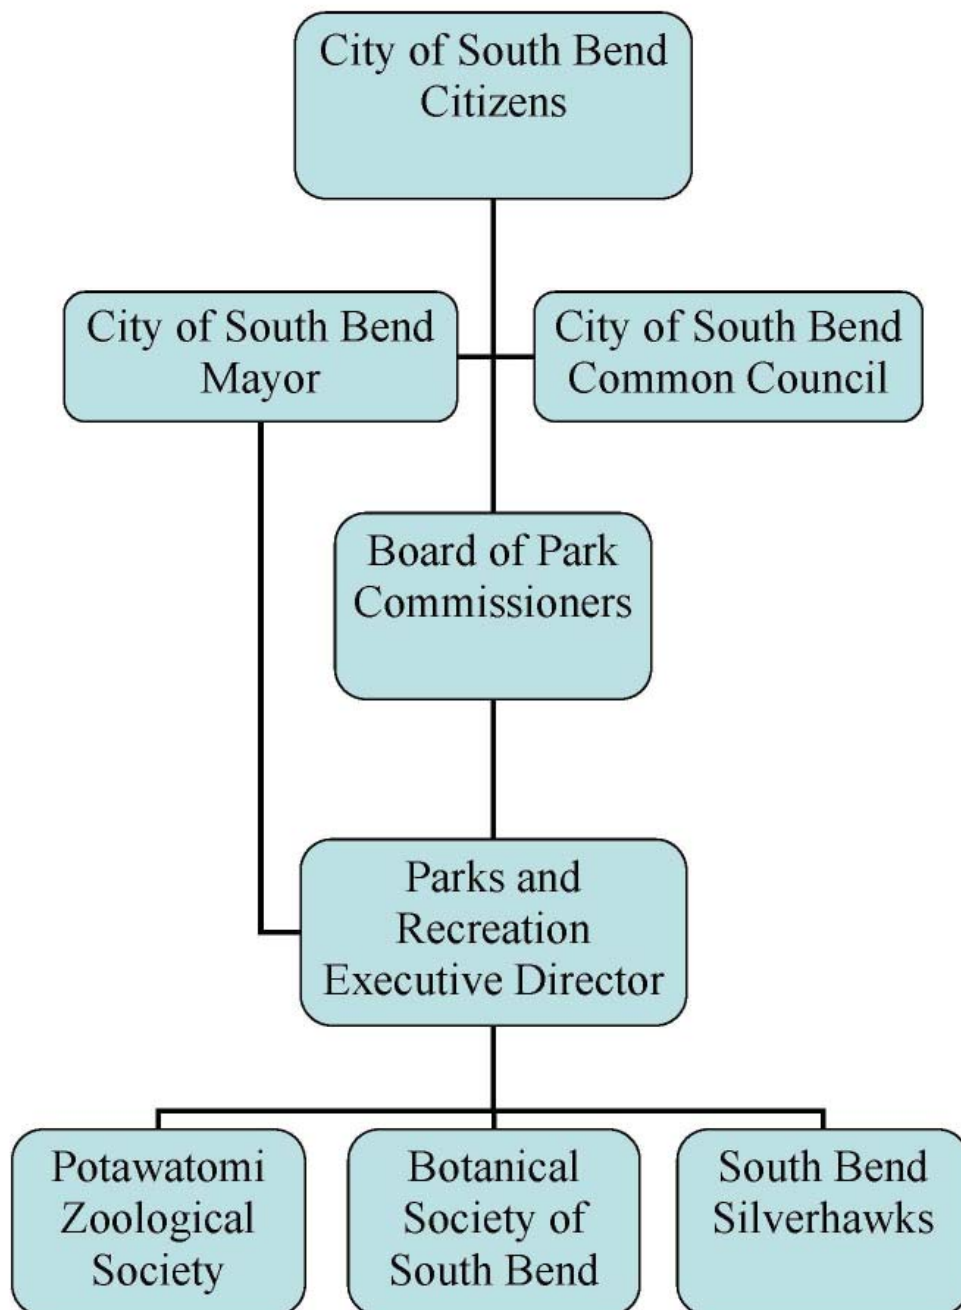 City of South Bend
Citizens
City of South Bend
Mayor
City of South Bend
Common Council
Board of Park
Commissioners
Parks and
Recreation
Executive Director
Potawatomi
Zoological
Society
Botanical
Society of
South Bend
South Bend
Silverhawks